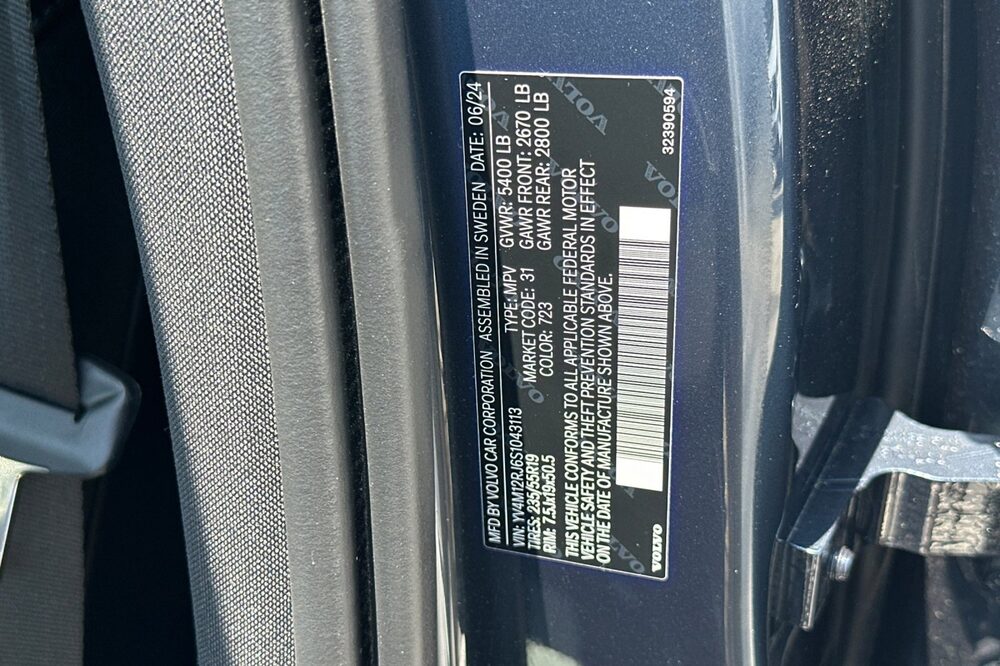 MFD BY VOLVO CAR CORPORATION ASSEMBLED IN SWEDEN DATE: 06/24
VIN: YV4M12RJ6S1043113 TYPE: MPV GVWR: 5400 LB
TIRES: 235/55R19 MARKET CODE: 31 GAWR FRONT: 2670 LB
RIM: 7.5Jx19x50.5 COLOR: 723 GAWR REAR: 2800 LB
THIS VEHICLE CONFORMS TO ALL APPLICABLE FEDERAL MOTOR
VEHICLE SAFETY AND THEFT PREVENTION STANDARDS IN EFFECT
ON THE DATE OF MANUFACTURE SHOWN ABOVE.
VOLVO
32390594